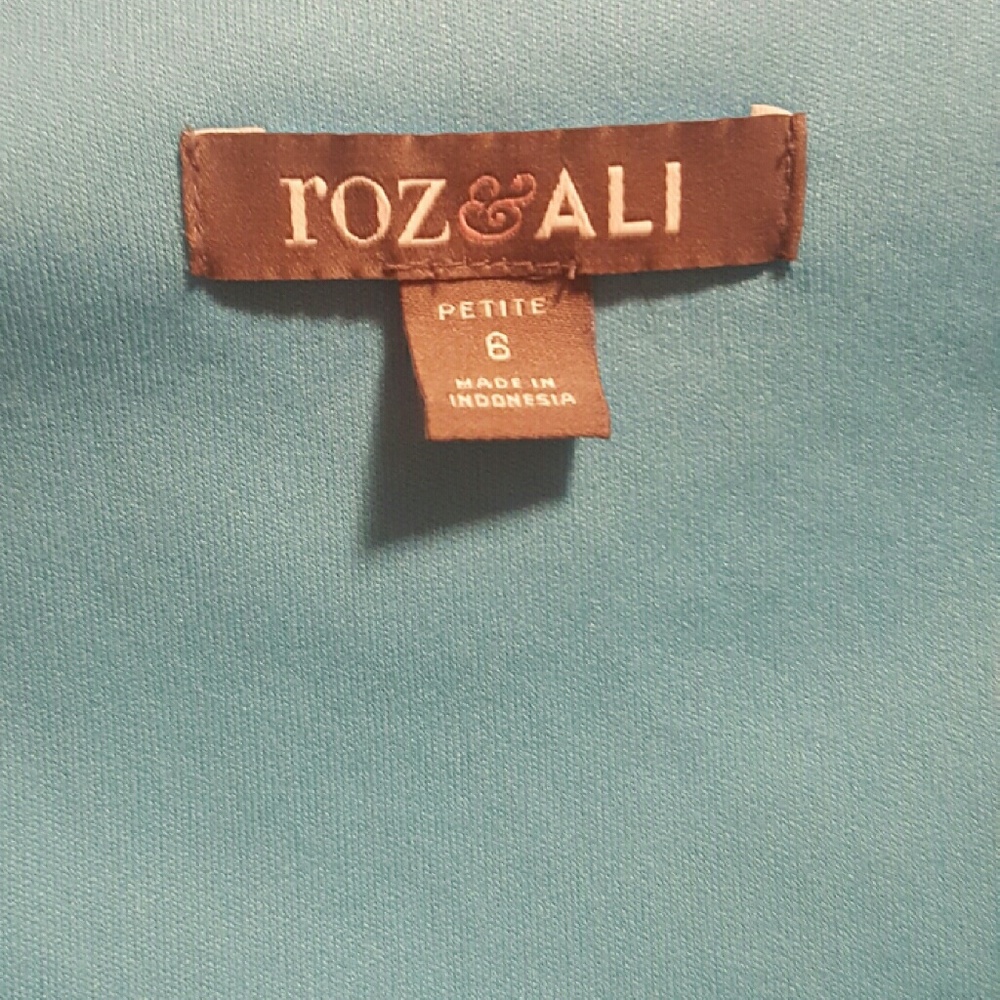 roz & ALI
PETITE
6
MADE IN
INDONESIA